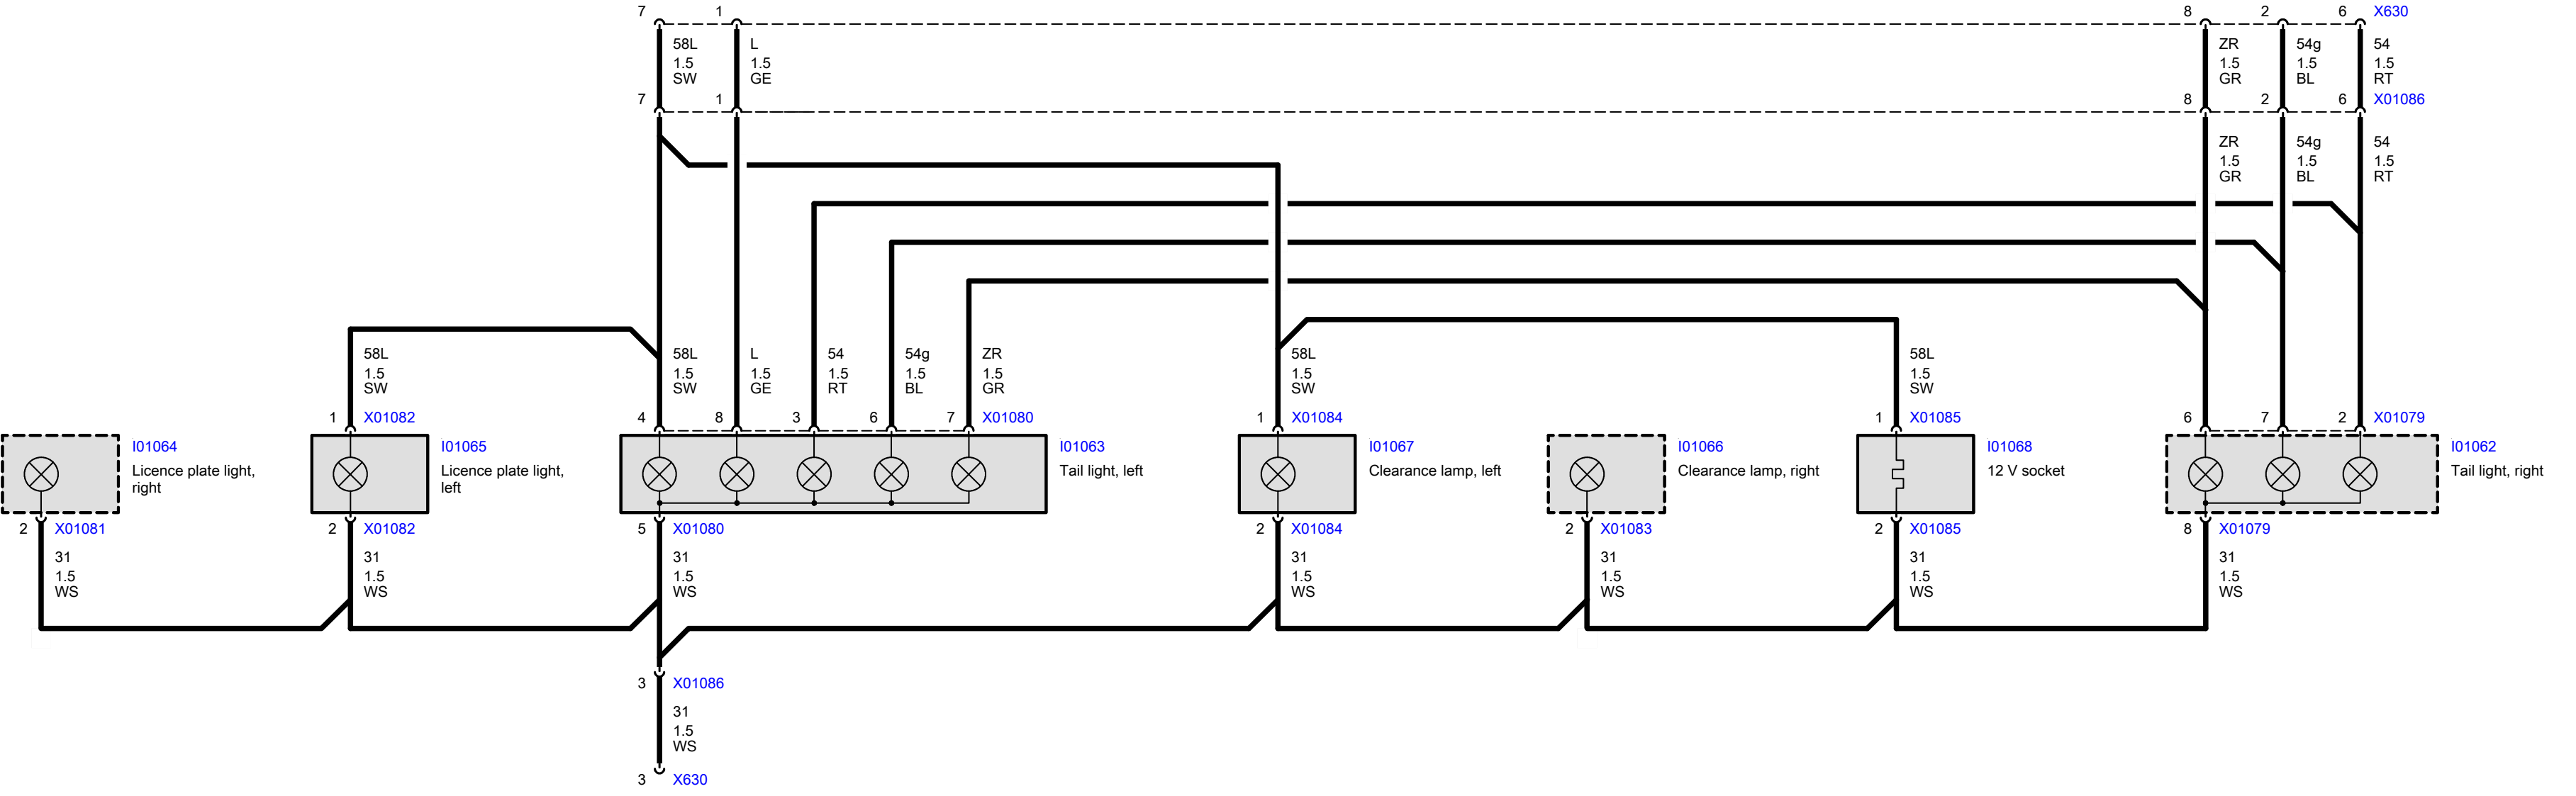 7 1 8 2 6 X630
58L L ZR 54g 54
1.5 1.5 1.5 1.5 1.5
SW GE GR BL RT
7 1 8 2 6 X01086
ZR 54g 54
1.5 1.5 1.5
GR BL RT
58L 58L L 54 54g ZR 58L 58L
1.5 1.5 1.5 1.5 1.5 1.5 1.5 1.5
SW SW GE RT BL GR SW SW
1 X01082 4 8 3 6 7 X01080 1 X01084 1 X01085 6 7 2 X01079
I01064 I01065 I01063 I01067 I01066 I01068 I01062
Licence plate light, Licence plate light, Tail light, left Clearance lamp, left Clearance lamp, right 12 V socket Tail light, right
right left
2 X01081 2 X01082 5 X01080 2 X01084 2 X01083 2 X01085 8 X01079
31 31 31 31 31 31 31
1.5 1.5 1.5 1.5 1.5 1.5 1.5
WS WS WS WS WS WS WS
3 X01086
31
1.5
WS
3 X630